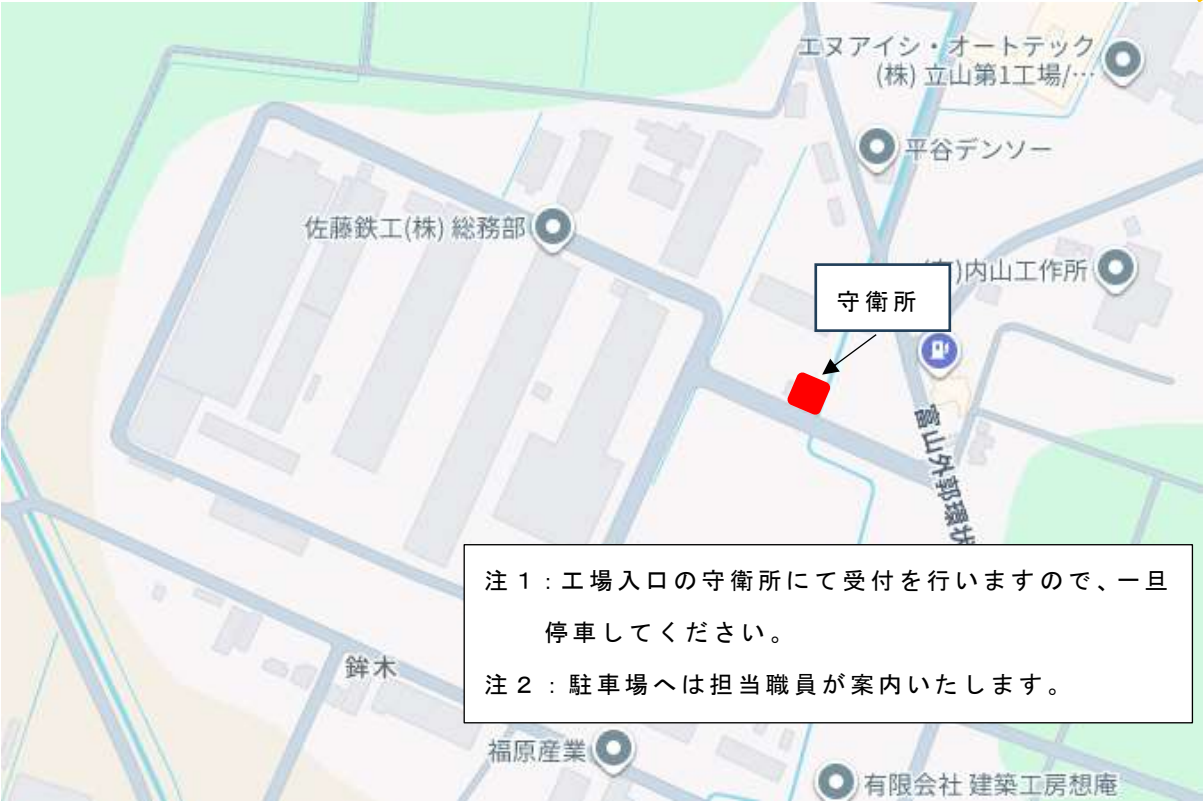 エヌアイシ・オートテック
(株) 立山第1工場/…
平谷デンソー
佐藤鉄工(株) 総務部
)内山工作所
守衛所
富山外郭環状
注１：工場入口の守衛所にて受付を行いますので、一旦
停車してください。
注２：駐車場へは担当職員が案内いたします。
鉾木
福原産業
有限会社 建築工房想庵